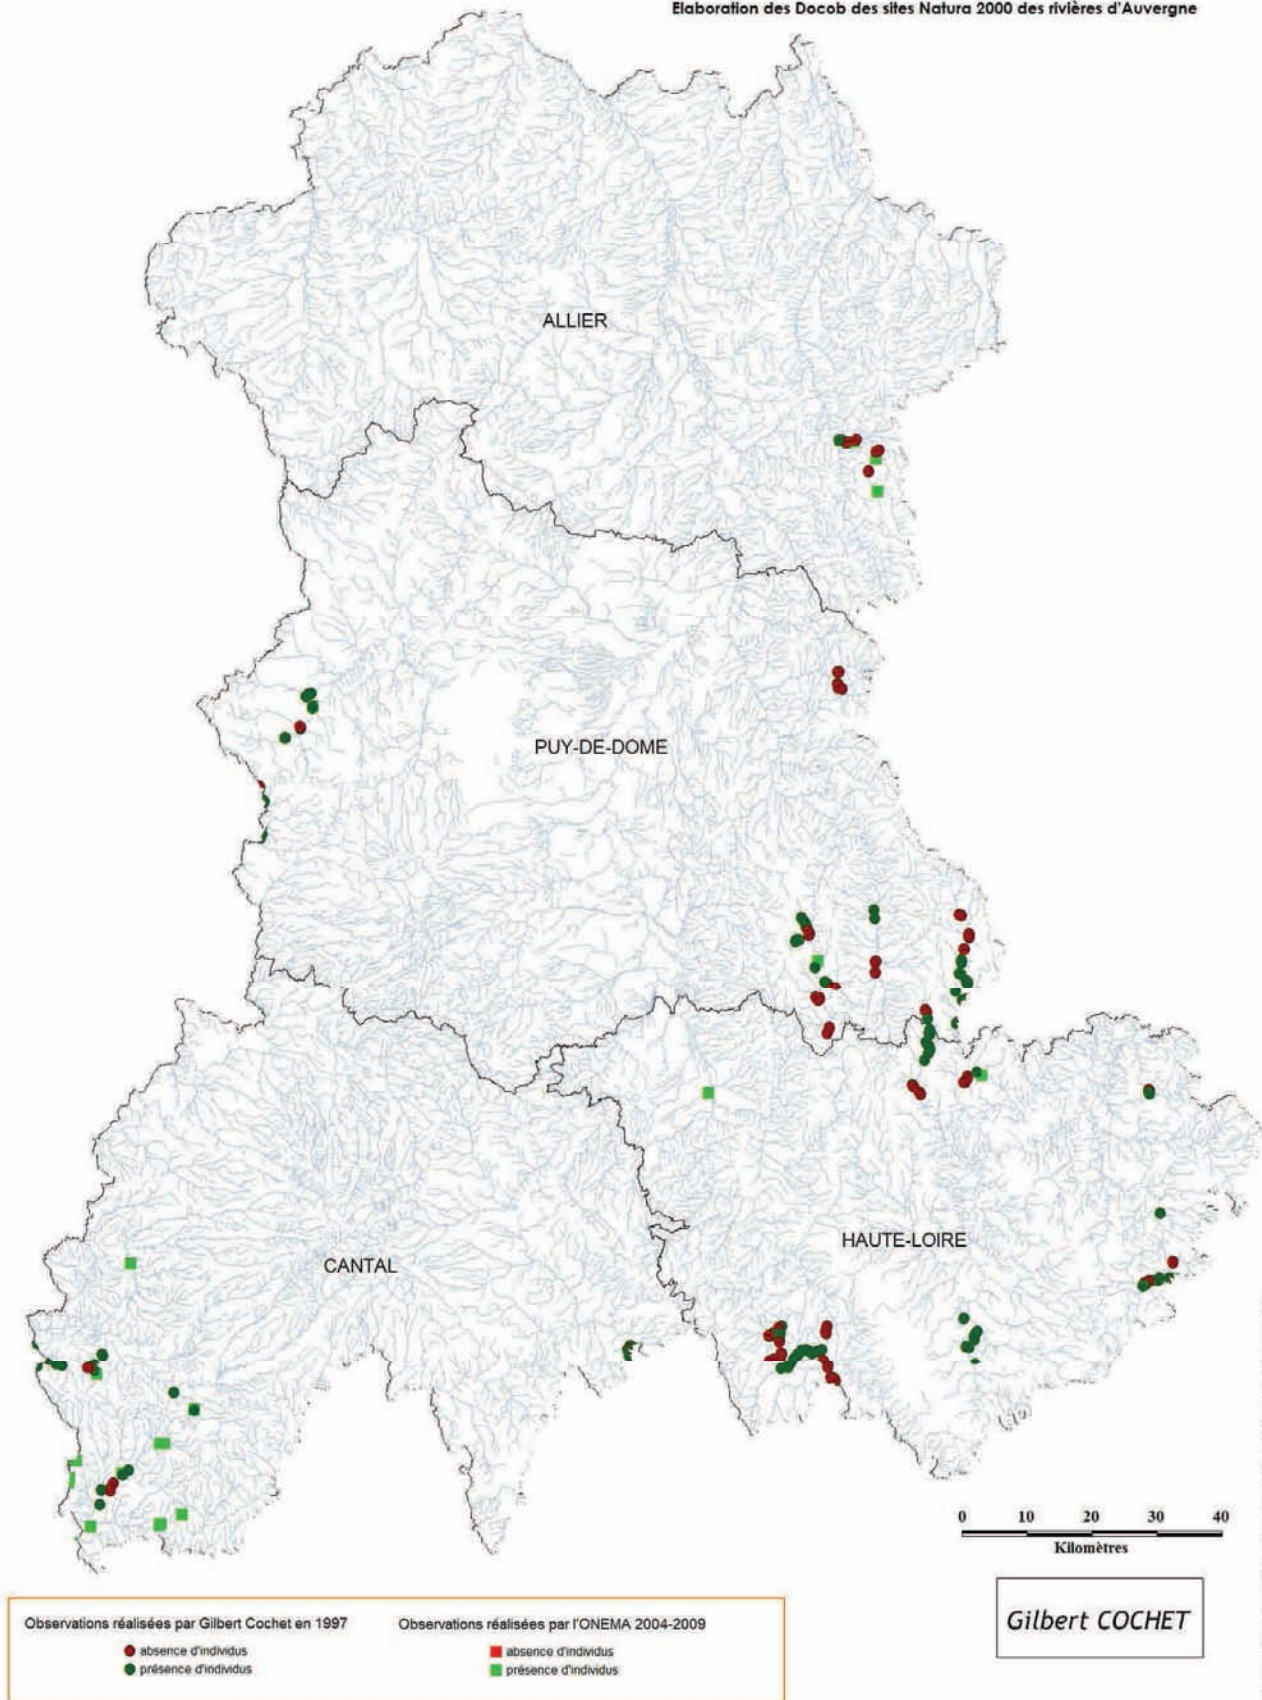 Elaboration des Docob des sites Natura 2000 des rivières d'Auvergne
ALLIER
PUY-DE-DOME
HAUTE-LOIRE
CANTAL
0 10 20 30 40
Kilomètres
Gilbert COCHET
Observations réalisées par Gilbert Cochet en 1997
absence d'individus
présence d'individus
Observations réalisées par l'ONEMA 2004-2009
absence d'individus
présence d'individus